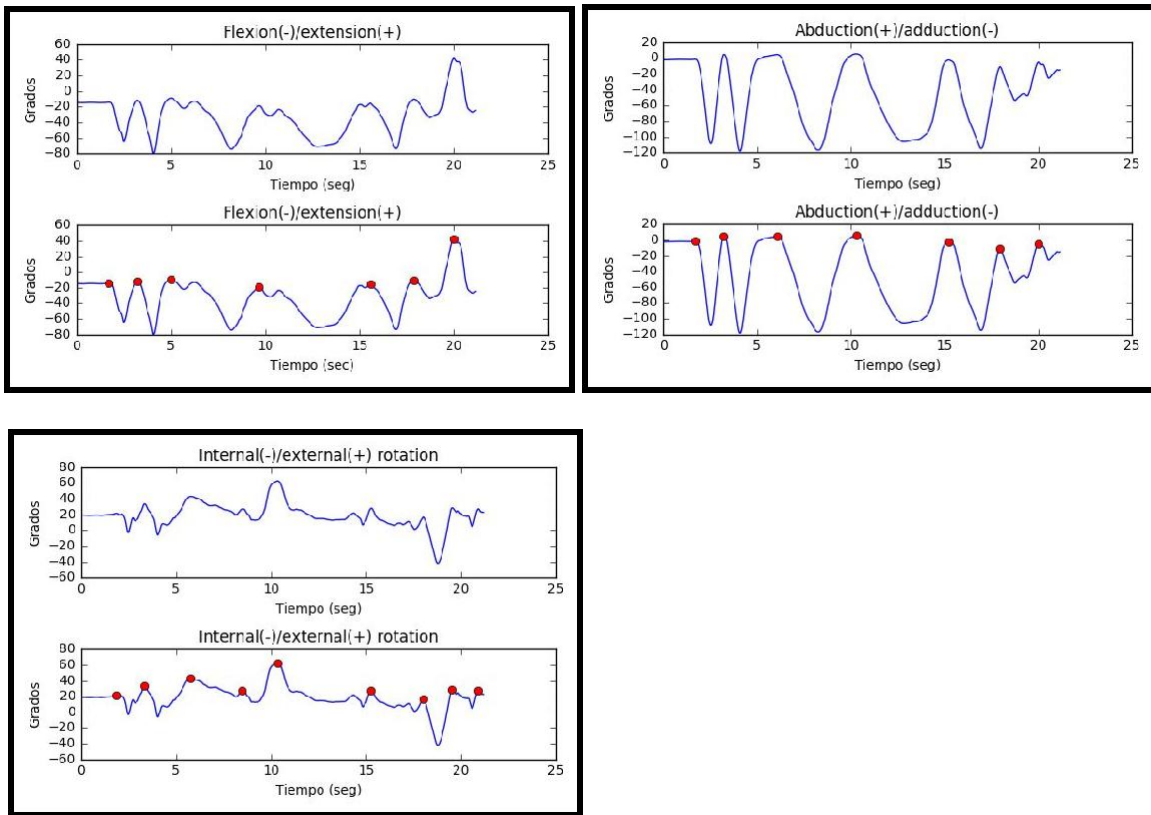 Flexion(-)/extension(+)
60
40
20
0
−20
−40
−60
−80
Grados
0 5 10 15 20 25
Tiempo (seg)
Flexion(-)/extension(+)
60
40
20
0
−20
−40
−60
−80
Grados
0 5 10 15 20 25
Tiempo (sec)
Abduction(+)/adduction(-)
20
0
−20
−40
−60
−80
−100
−120
Grados
0 5 10 15 20 25
Tiempo (seg)
Abduction(+)/adduction(-)
20
0
−20
−40
−60
−80
−100
−120
Grados
0 5 10 15 20 25
Tiempo (seg)
Internal(-)/external(+) rotation
80
60
40
20
0
−20
−40
−60
Grados
0 5 10 15 20 25
Tiempo (seg)
Internal(-)/external(+) rotation
80
60
40
20
0
−20
−40
−60
Grados
0 5 10 15 20 25
Tiempo (seg)